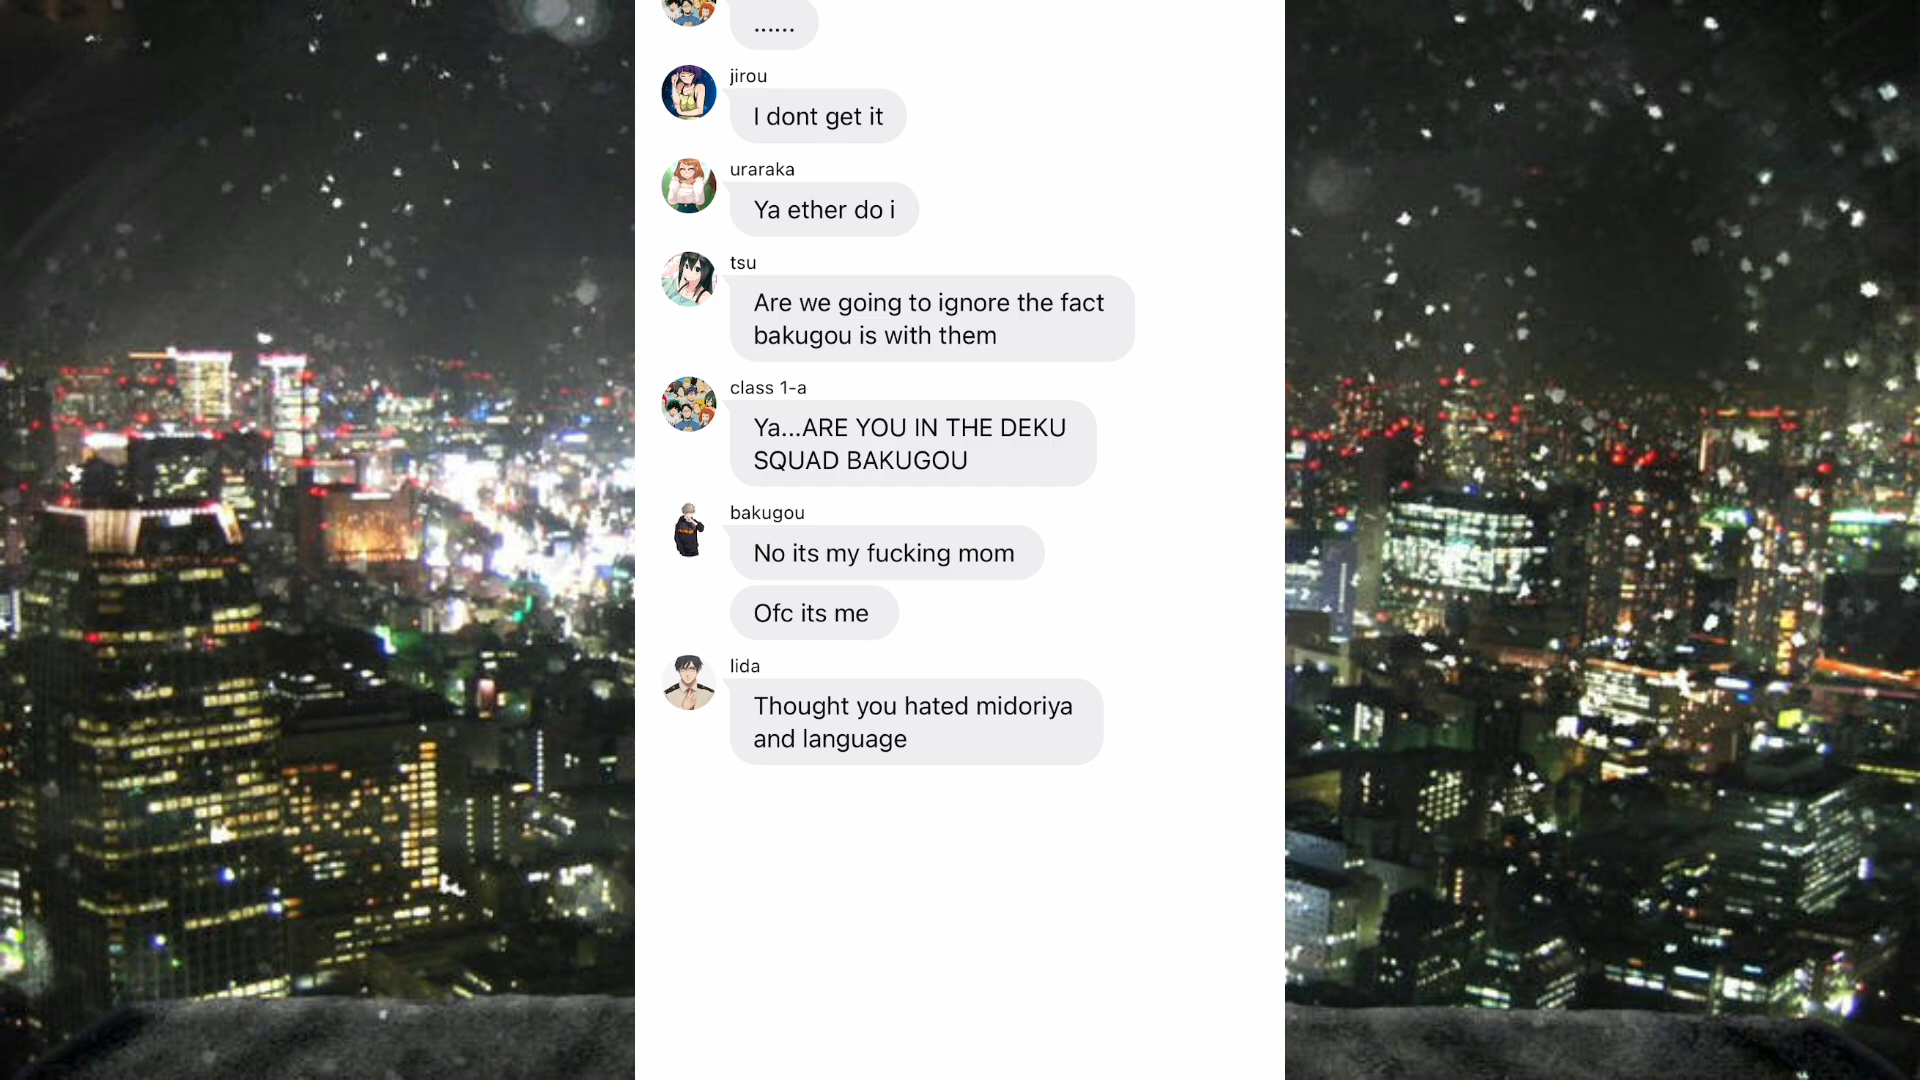 ......
jirou
I dont get it
uraraka
Ya ether do i
tsu
Are we going to ignore the fact
bakugou is with them
class 1-a
Ya...ARE YOU IN THE DEKU
SQUAD BAKUGOU
bakugou
No its my fucking mom
Ofc its me
Iida
Thought you hated midoriya
and language